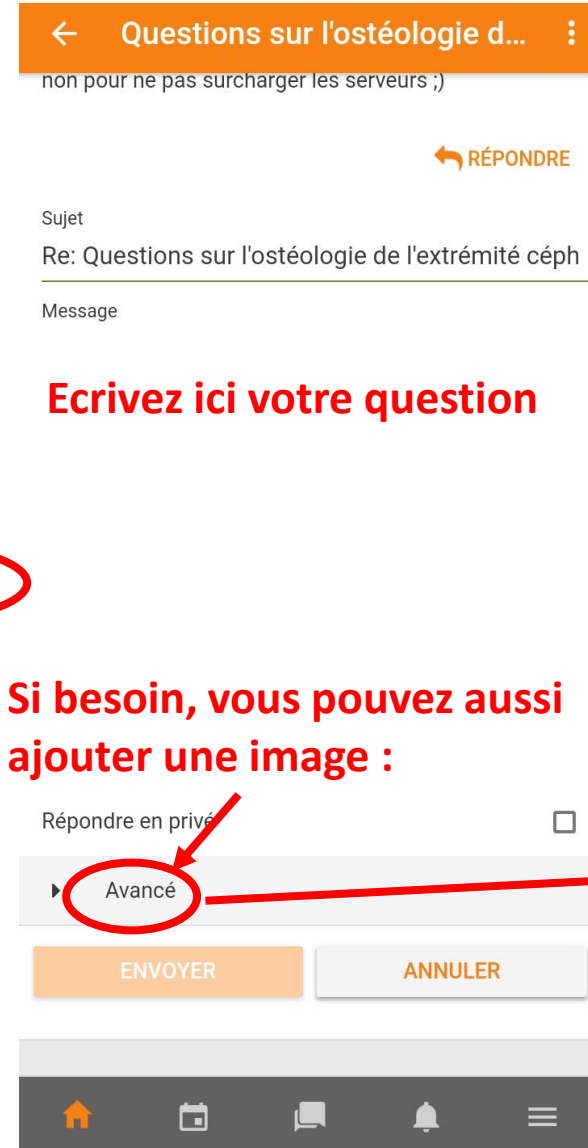 Questions sur l'ostéologie d...
non pour ne pas surcharger les serveurs ;)
RÉPONDRE
Sujet
Re: Questions sur l'ostéologie de l'extrémité céph
Message
Ecrivez ici votre question
Si besoin, vous pouvez aussi
ajouter une image :
Répondre en privé
Avancé
ENVOYER
ANNULER